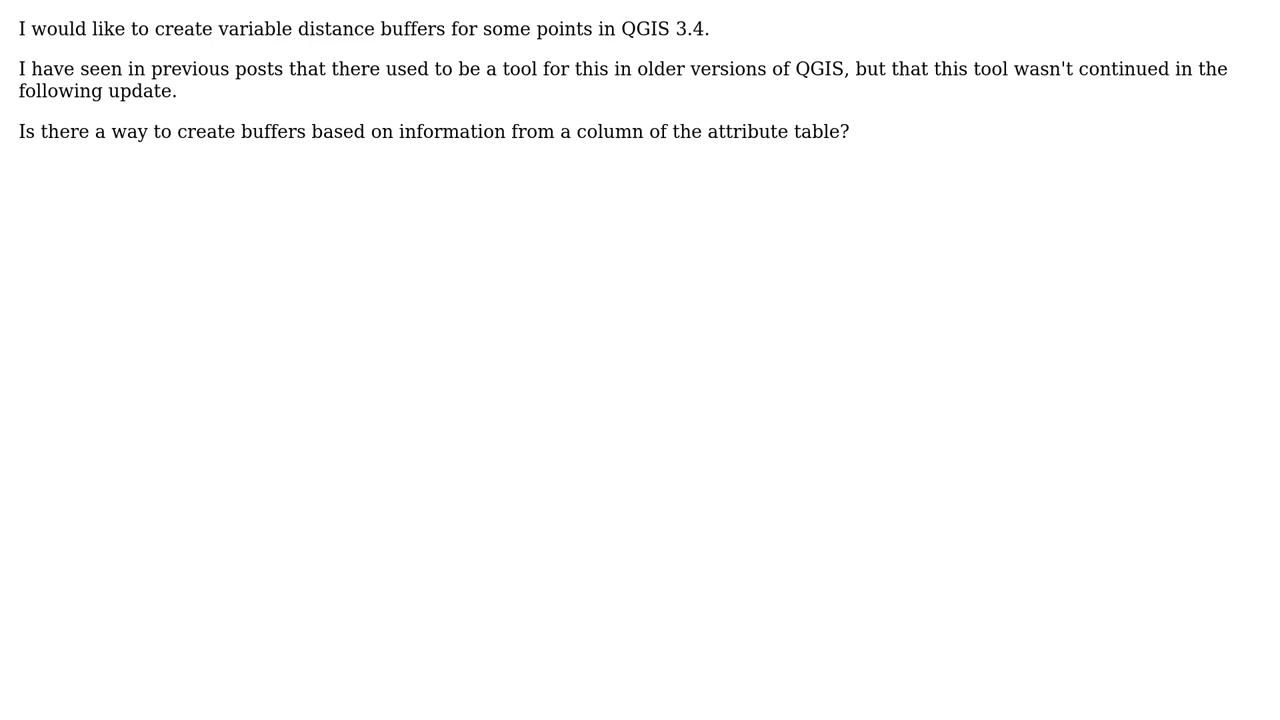 I would like to create variable distance buffers for some points in QGIS 3.4.
I have seen in previous posts that there used to be a tool for this in older versions of QGIS, but that this tool wasn't continued in the
following update.
Is there a way to create buffers based on information from a column of the attribute table?